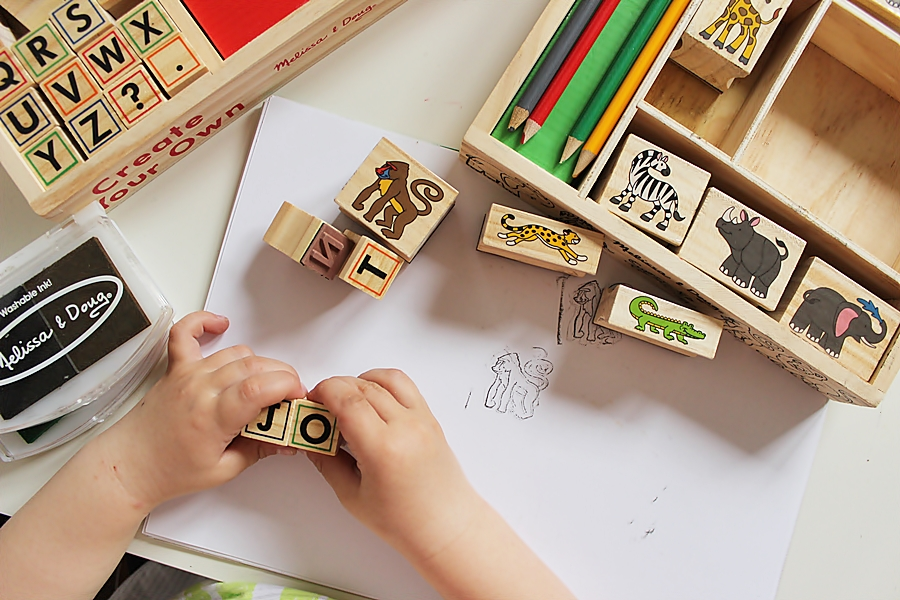 S
Q R W X
U V ? .
U Z
Y
Melissa & Doug.
Create
Your Own
Washable Ink!
Melissa & Doug.
N
T
J O